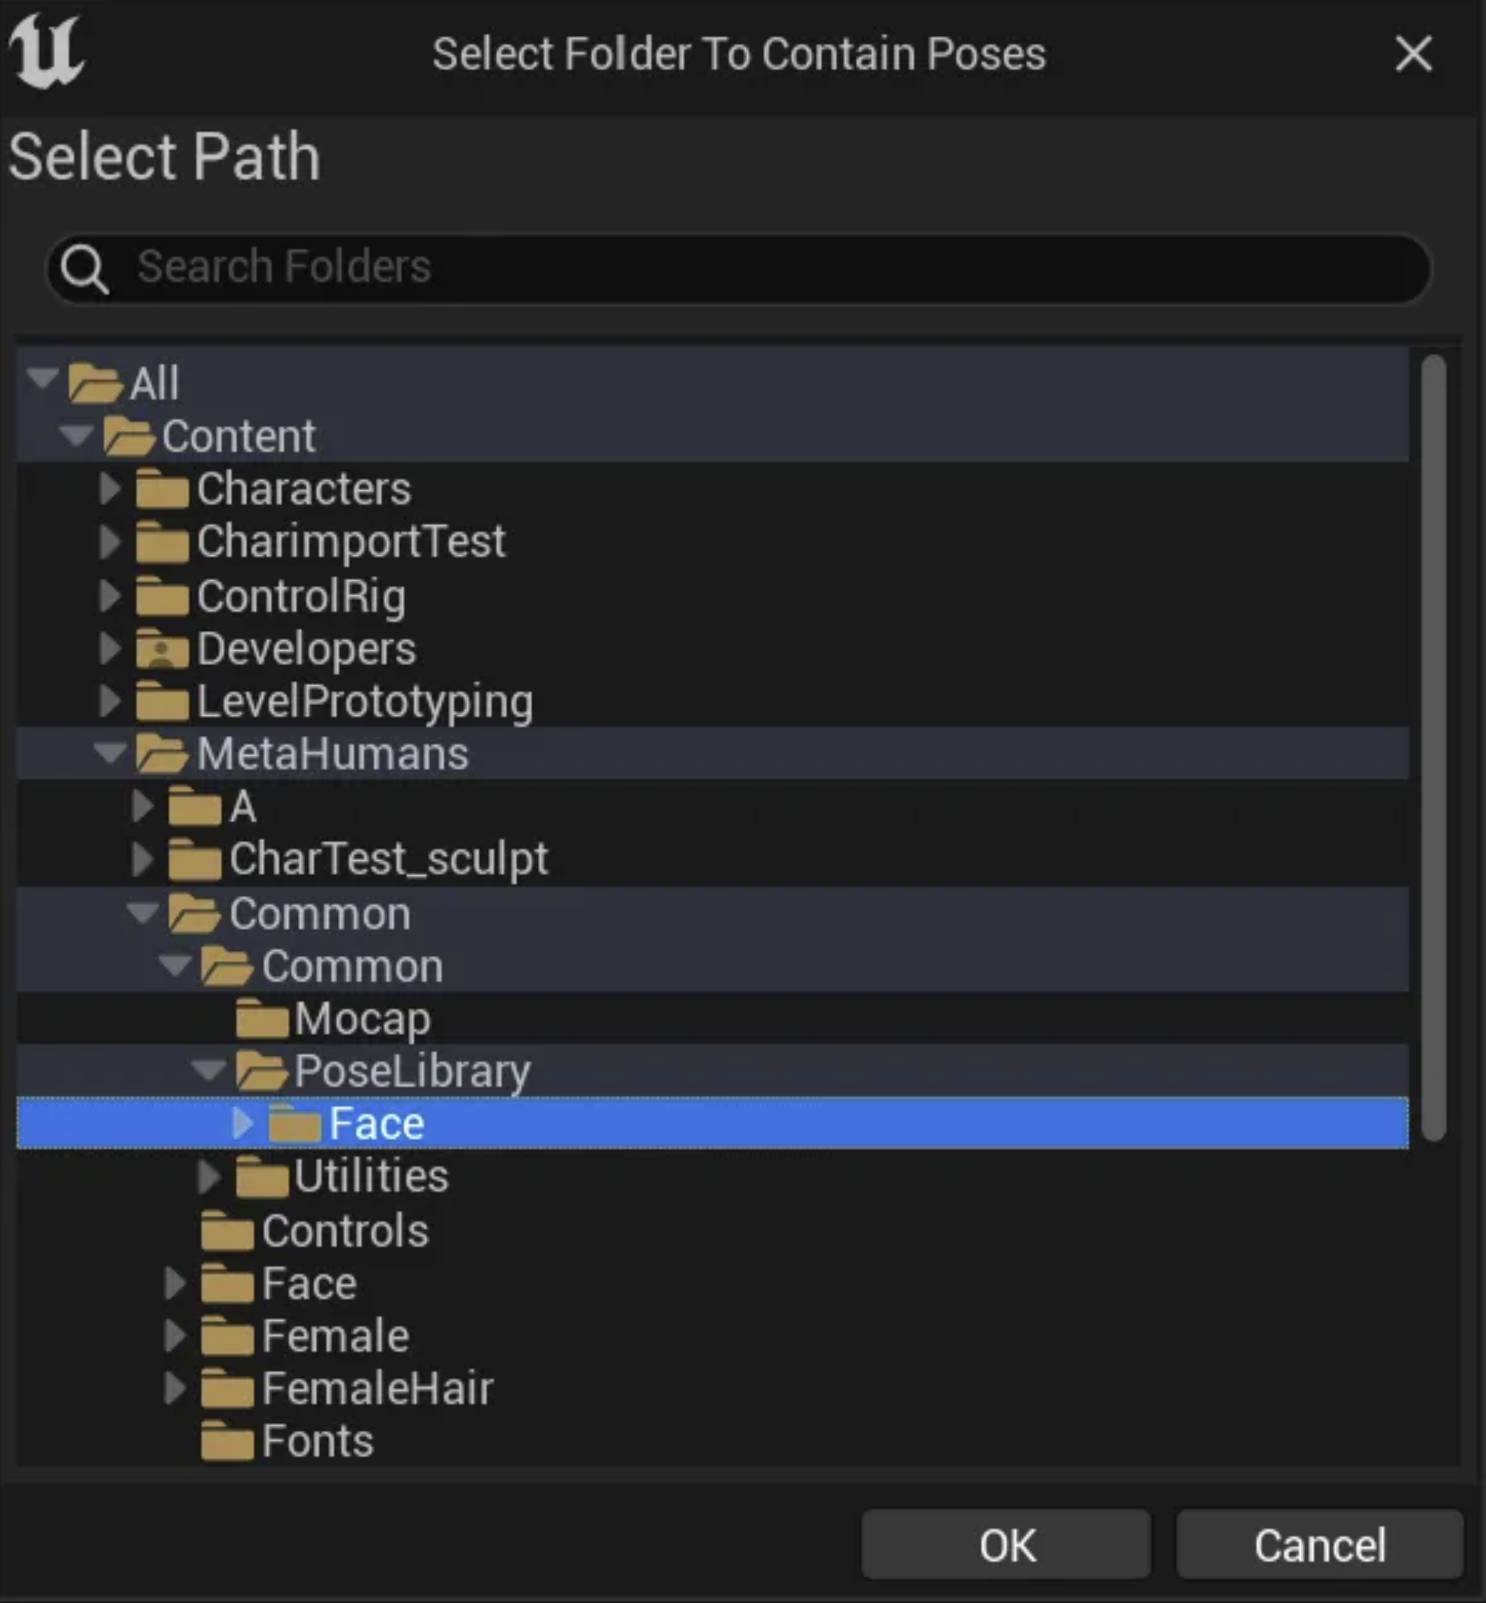 Select Folder To Contain Poses
Select Path
Search Folders
All
Content
Characters
CharimportTest
ControlRig
Developers
LevelPrototyping
MetaHumans
A
CharTest_sculpt
Common
Common
Mocap
PoseLibrary
Face
Utilities
Controls
Face
Female
FemaleHair
Fonts
OK Cancel